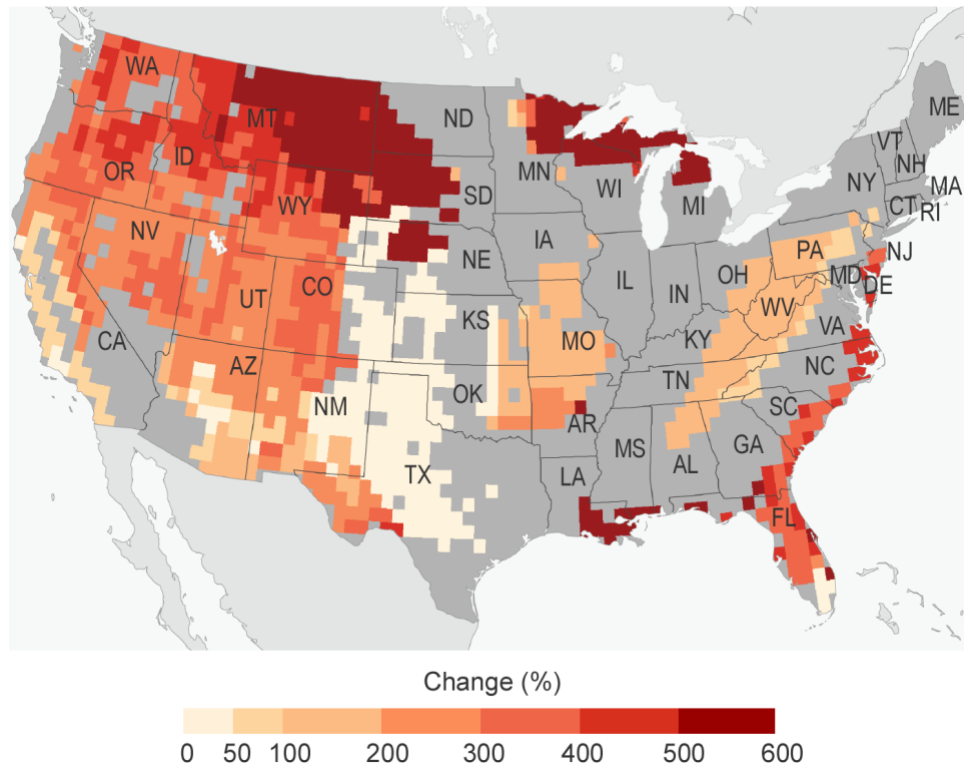 WA
ME
MT
ND
VT
MN
NH
OR
ID
MA
SD
NY
WI
WY
MI
CT
RI
NV
IA
PA
NJ
NE
OH
MD
DE
CO
UT
IL
IN
WV
KS
VA
CA
MO
KY
AZ
NC
TN
OK
NM
SC
AR
MS
GA
AL
TX
LA
FL
Change (%)
0 50 100 200 300 400 500 600